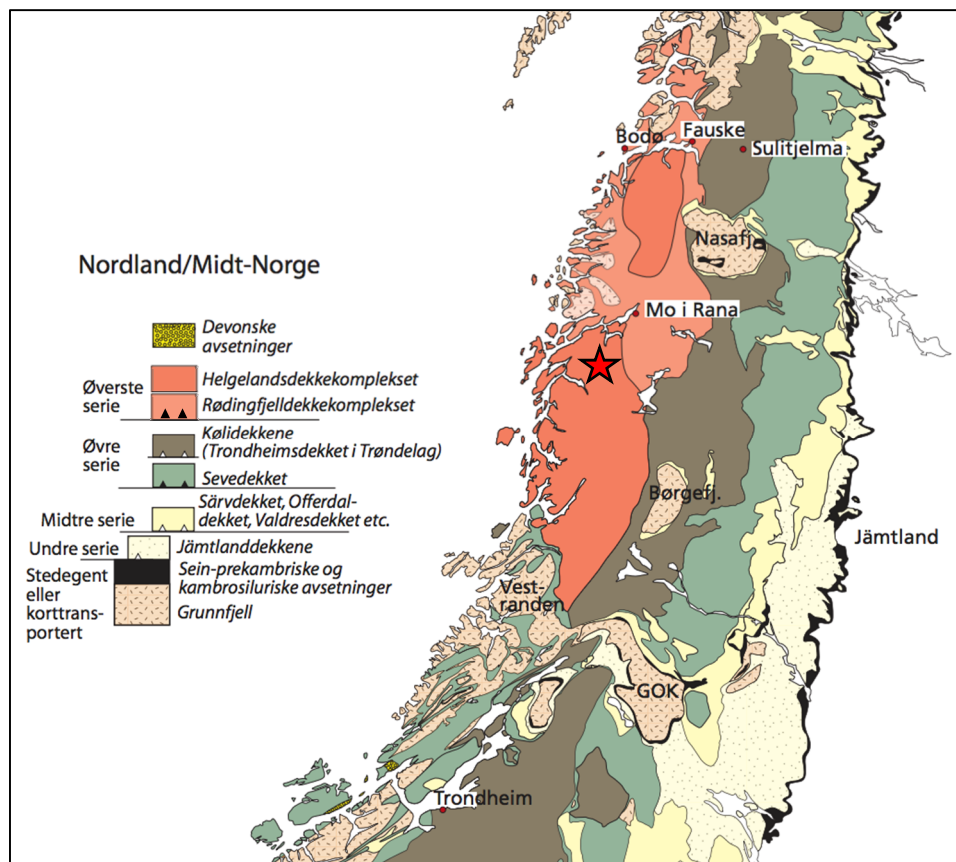 Bodø
Fauske
Sulitjelma
Nasafj.
Nordland/Midt-Norge
Mo i Rana
Devonske
avsetninger
Øverste
serie
Helgelandsdekkekomplekset
Rødingfjelldekkekomplekset
Øvre
serie
Kølidekkene
(Trondheimsdekket i Trøndelag)
Sevedekket
Børgefj.
Midtre serie
Särvdekket, Offerdal-
dekket, Valdresdekket etc.
Jämtland
Undre serie
Jämtlanddekkene
Stedegent
eller
korttrans-
portert
Sein-prekambriske og
kambrosiluriske avsetninger
Grunnfjell
Vest-
randen
GOK
Trondheim